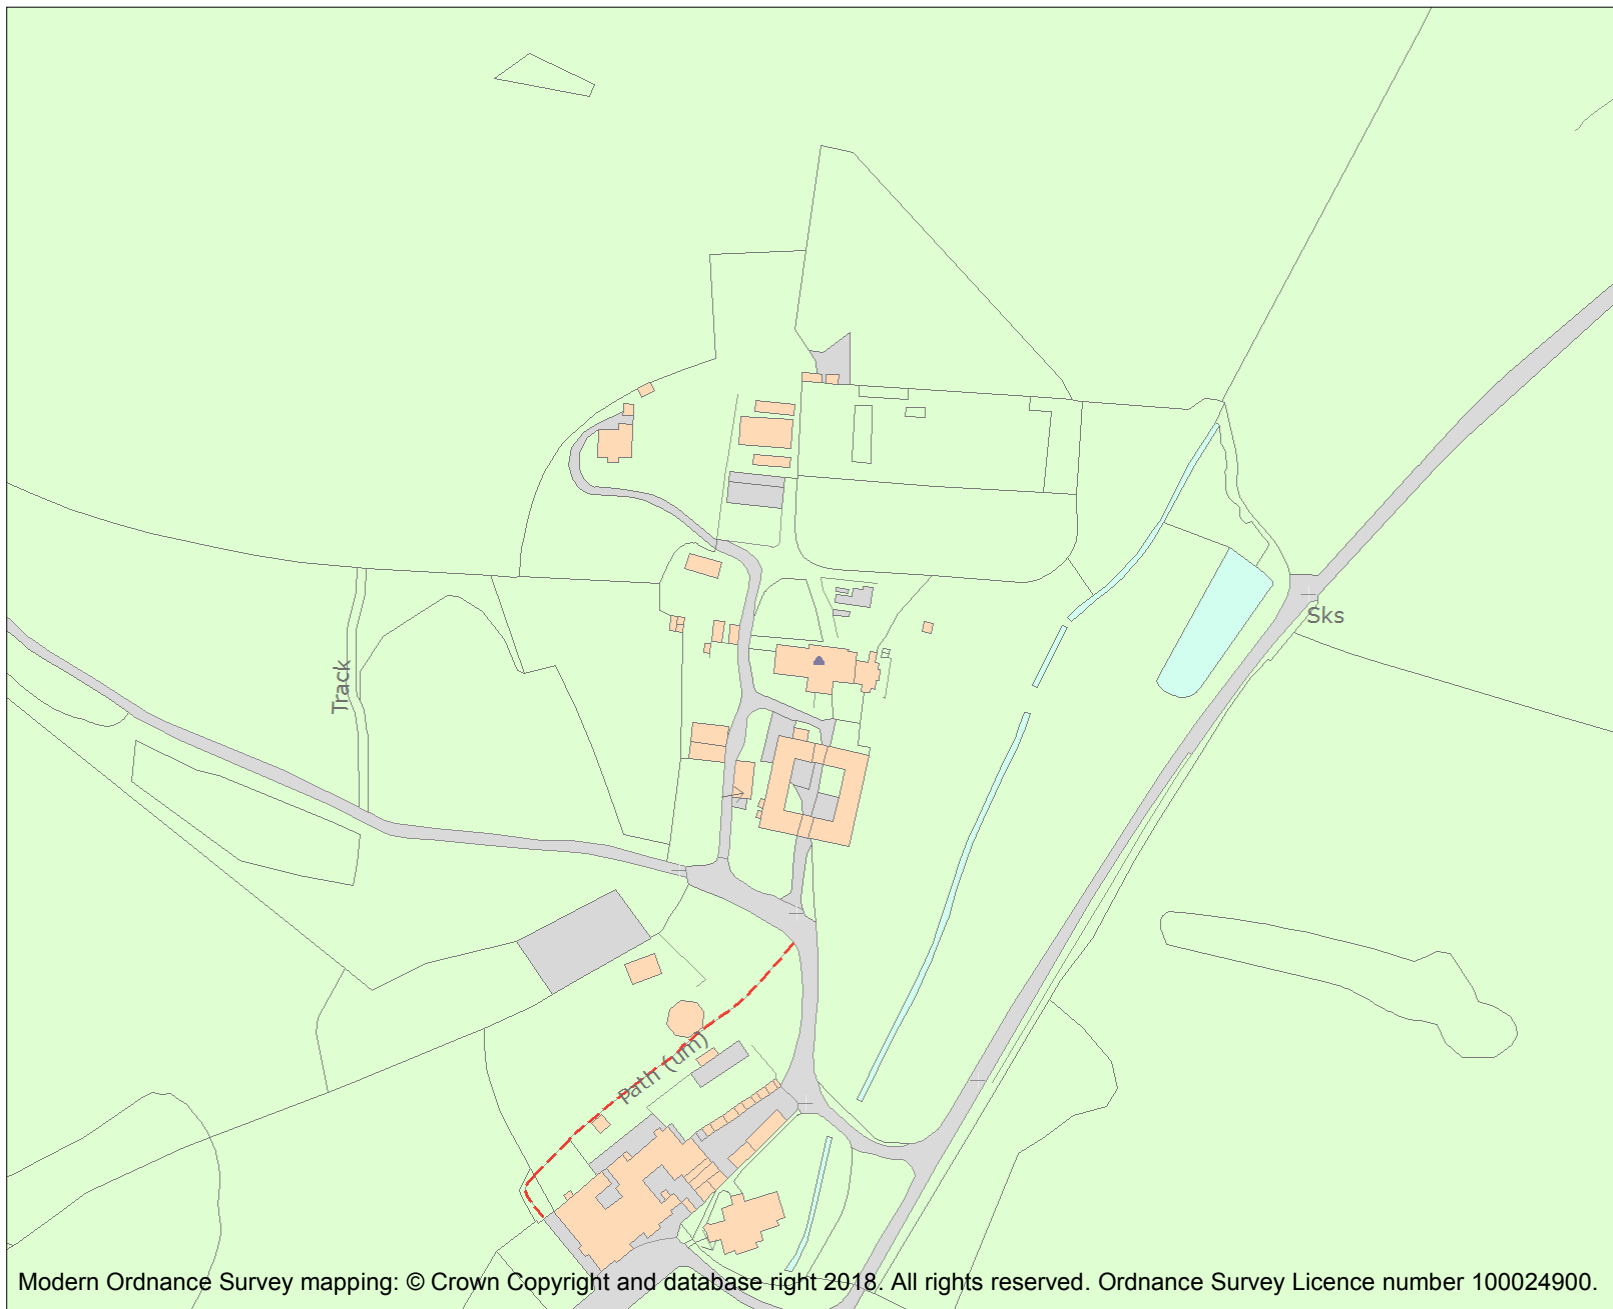 Sks
Track
Path (um)
Modern Ordnance Survey mapping: © Crown Copyright and database right 2018. All rights reserved. Ordnance Survey Licence number 100024900.